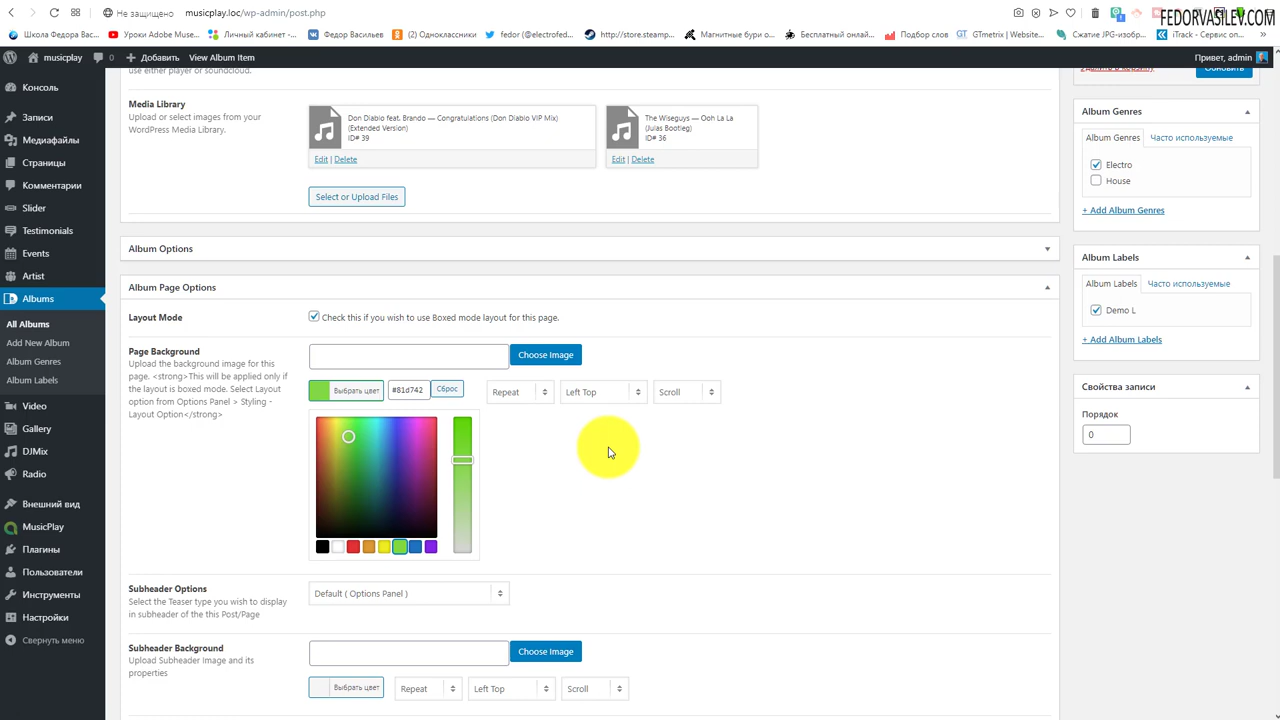 Не защищено musicplay.loc/wp-admin/post.php
FEDORVASILEV.COM
Школа Федора Вас... Уроки Adobe Muse... Личный кабинет -... Федор Васильев (2) Одноклассники fedor (@electrofed... http://store.steamp... Магнитные бури о... Бесплатный онлай... Подбор слов GTmetrix | Website... Сжатие JPG-изобр... iTrack - Сервис оп...
musicplay 0 Добавить View Album Item Привет, admin
Консоль
Записи
Медиафайлы
Страницы
Комментарии
Slider
Testimonials
Events
Artist
Albums
All Albums
Add New Album
Album Genres
Album Labels
Video
Gallery
DJMix
Radio
Внешний вид
MusicPlay
Плагины
Пользователи
Инструменты
Настройки
Свернуть меню
use either player or soundcloud.
Media Library
Upload or select images from your
WordPress Media Library.
Don Diablo feat. Brando — Congratulations (Don Diablo VIP Mix)
(Extended Version)
ID# 39
Edit | Delete
The Wiseguys — Ooh La La
(Julas Bootleg)
ID# 36
Edit | Delete
Select or Upload Files
Album Options
Album Page Options
Layout Mode
Check this if you wish to use Boxed mode layout for this page.
Page Background
Upload the background image for this
page. <strong>This will be applied only if
the layout is boxed mode. Select Layout
option from Options Panel > Styling -
Layout Option</strong>
Choose Image
Выбрать цвет #81d742 Сброс Repeat Left Top Scroll
Subheader Options
Select the Teaser type you wish to display
in subheader of the this Post/Page
Default ( Options Panel )
Subheader Background
Upload Subheader Image and its
properties
Choose Image
Выбрать цвет Repeat Left Top Scroll
Удалить в корзину Обновить
Album Genres
Album Genres Часто используемые
Electro
House
+ Add Album Genres
Album Labels
Album Labels Часто используемые
Demo L
+ Add Album Labels
Свойства записи
Порядок
0